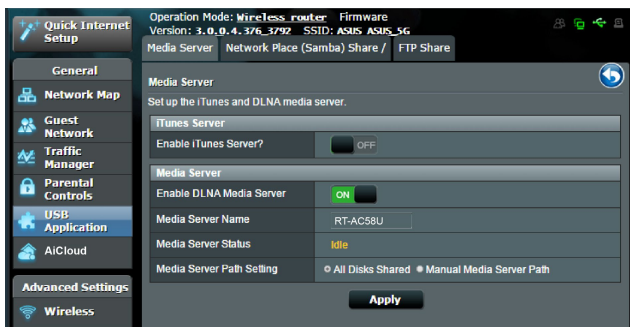 Quick Internet
Setup
Operation Mode: Wireless router Firmware
Version: 3.0.0.4.376_3792 SSID: ASUS ASUS_5G
Media Server Network Place (Samba) Share / FTP Share
General
Network Map
Guest
Network
Traffic
Manager
Parental
Controls
USB
Application
AiCloud
Advanced Settings
Wireless
Media Server
Set up the iTunes and DLNA media server.
iTunes Server
Enable iTunes Server? OFF
Media Server
Enable DLNA Media Server ON
Media Server Name RT-AC58U
Media Server Status Idle
Media Server Path Setting All Disks Shared Manual Media Server Path
Apply